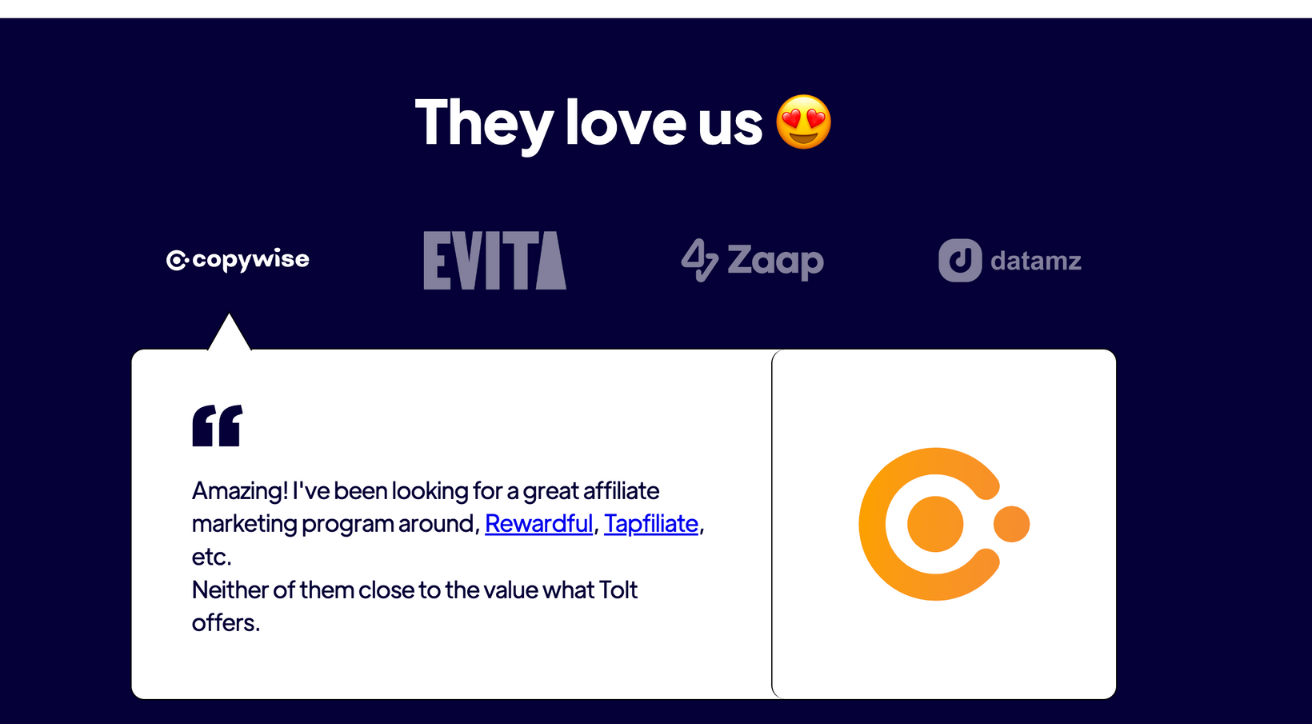 They love us 😍
copywise
EVITA
Zaap
datamz
“
Amazing! I've been looking for a great affiliate
marketing program around, Rewardful, Tapfiliate,
etc.
Neither of them close to the value what Tolt
offers.